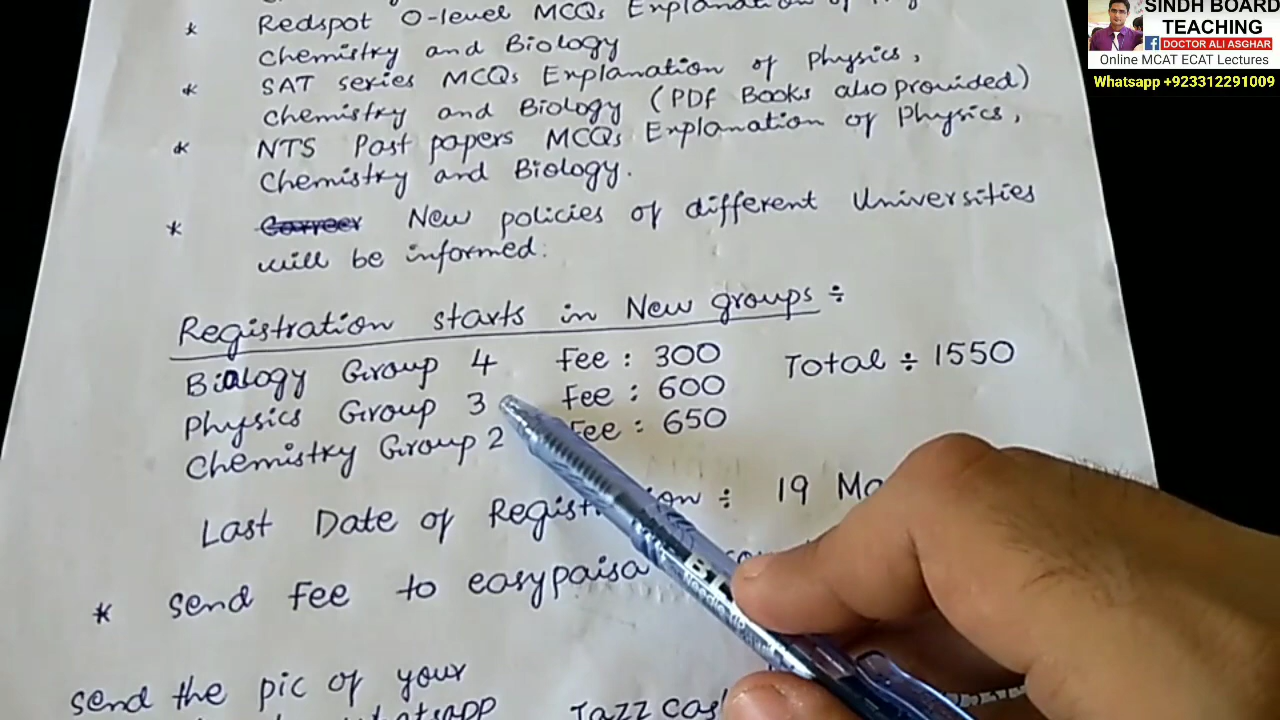 SINDH BOARD
TEACHING
DOCTOR ALI ASGHAR
Online MCAT ECAT Lectures
Whatsapp +923312291009
* Redspot O-level MCQs Explanation of
chemistry and Biology
* SAT series MCQs Explanation of physics,
chemistry and Biology (PDF Books also provided)
* NTS Past papers MCQs Explanation of Physics,
Chemistry and Biology.
* New policies of different Universities
will be informed.
Registration starts in New groups ÷
Biology Group 4 Fee : 300 Total ÷ 1550
Physics Group 3 Fee : 600
Chemistry Group 2 Fee : 650
Last Date of ÷ 19
* Send Fee to easypaisa
Send the pic of your
Jazz